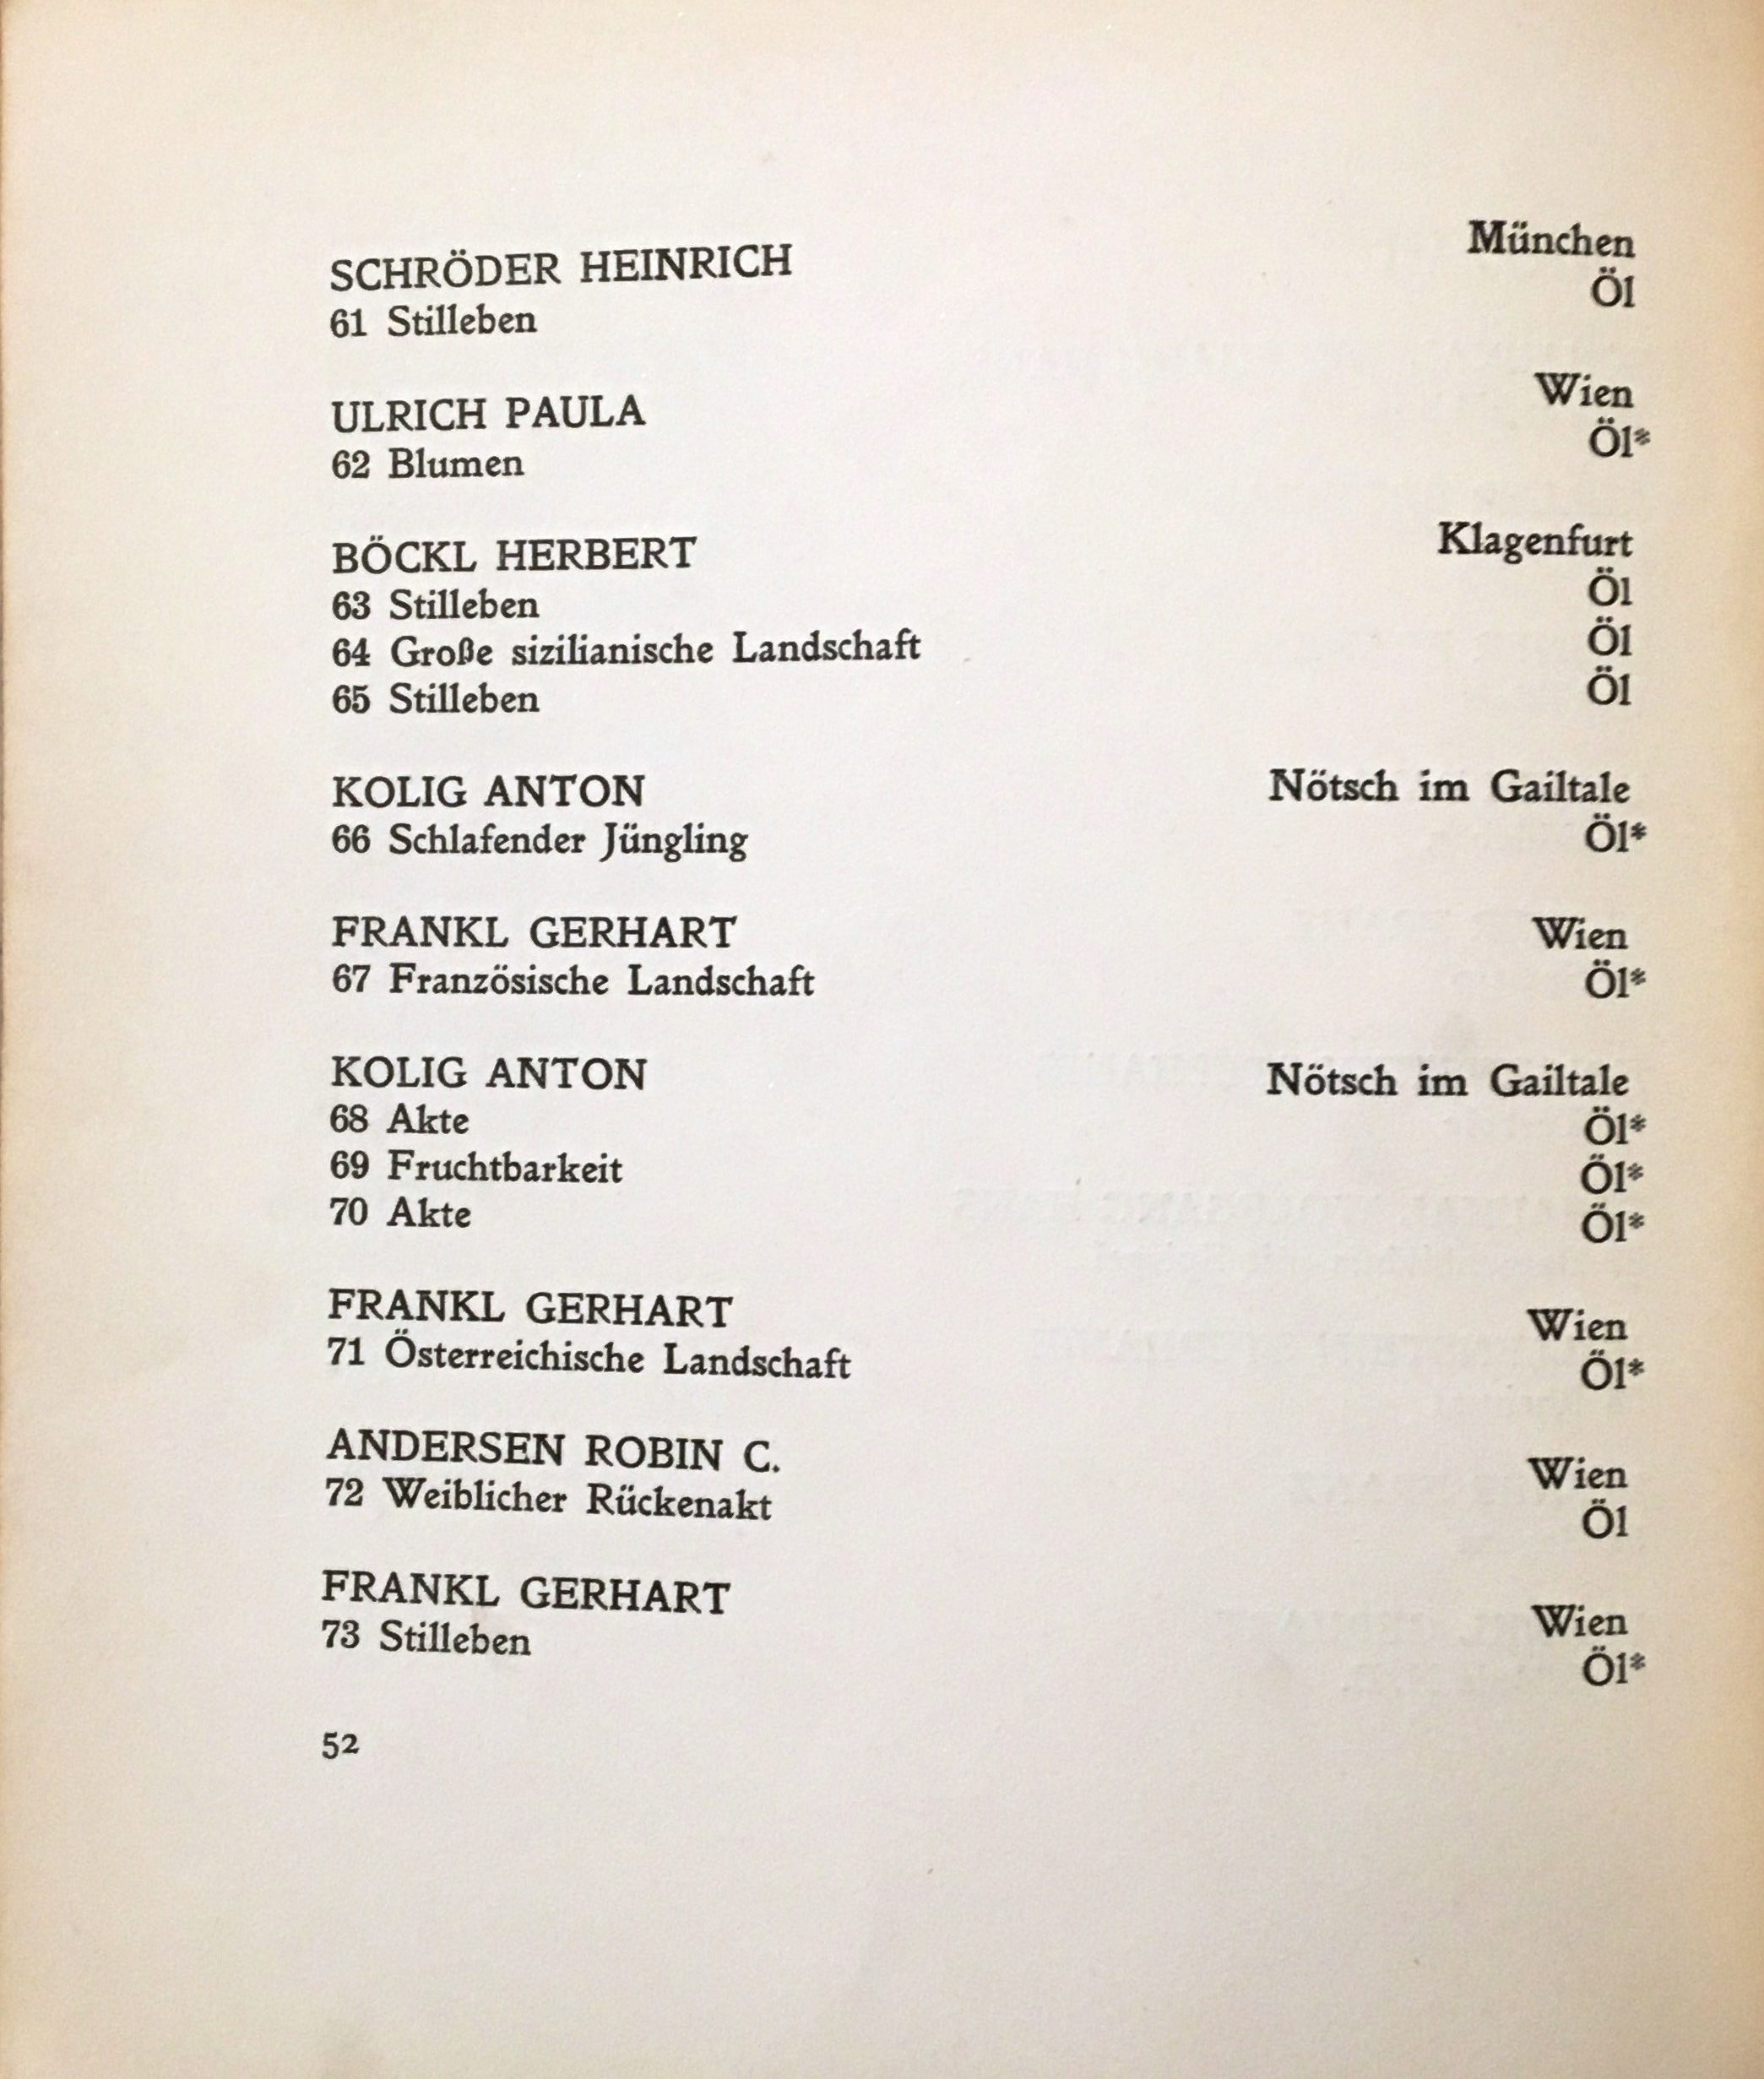 SCHRÖDER HEINRICH München
61 Stilleben Öl
ULRICH PAULA Wien
62 Blumen Öl*
BÖCKL HERBERT Klagenfurt
63 Stilleben Öl
64 Große sizilianische Landschaft Öl
65 Stilleben Öl
KOLIG ANTON Nötsch im Gailtale
66 Schlafender Jüngling Öl*
FRANKL GERHART Wien
67 Französische Landschaft Öl*
KOLIG ANTON Nötsch im Gailtale
68 Akte Öl*
69 Fruchtbarkeit Öl*
70 Akte Öl*
FRANKL GERHART Wien
71 Österreichische Landschaft Öl*
ANDERSEN ROBIN C. Wien
72 Weiblicher Rückenakt Öl
FRANKL GERHART Wien
73 Stilleben Öl*
52